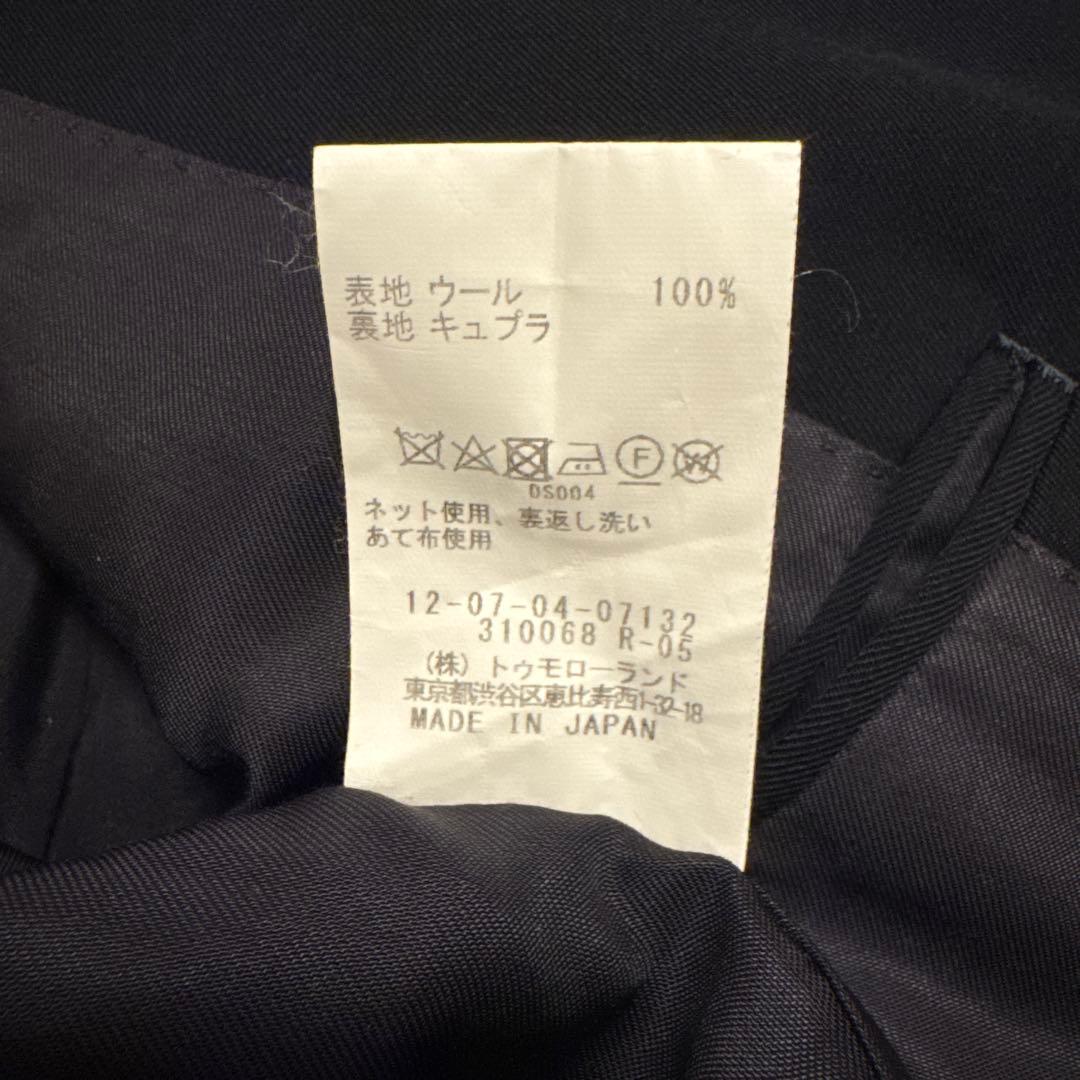 表地 ウール 100%
裏地 キュプラ
F W
DS004
ネット使用、裏返し洗い
あて布使用
12-07-04-07132
310068 R-05
(株) トゥモローランド
東京都渋谷区恵比寿西1-32-18
MADE IN JAPAN